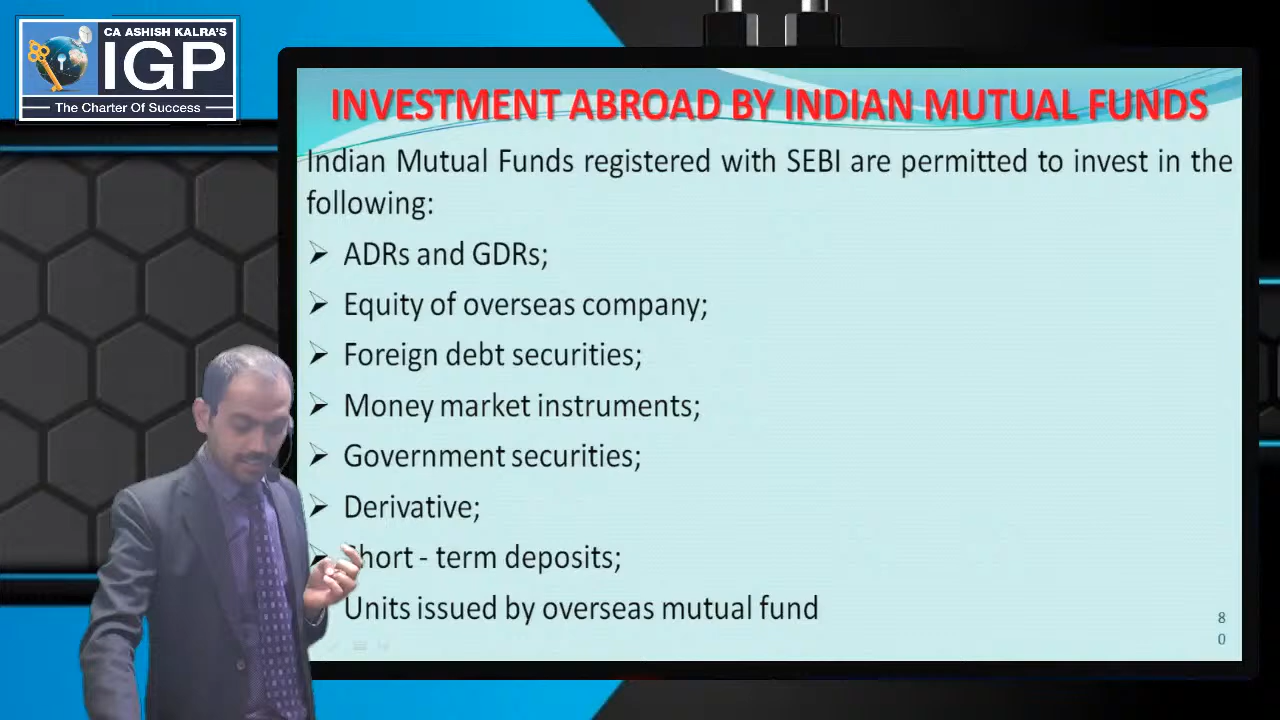 CA ASHISH KALRA'S
IGP
The Charter Of Success
INVESTMENT ABROAD BY INDIAN MUTUAL FUNDS
Indian Mutual Funds registered with SEBI are permitted to invest in the
following:
ADRs and GDRs;
Equity of overseas company;
Foreign debt securities;
Money market instruments;
Government securities;
Derivative;
Short - term deposits;
Units issued by overseas mutual fund
8
0